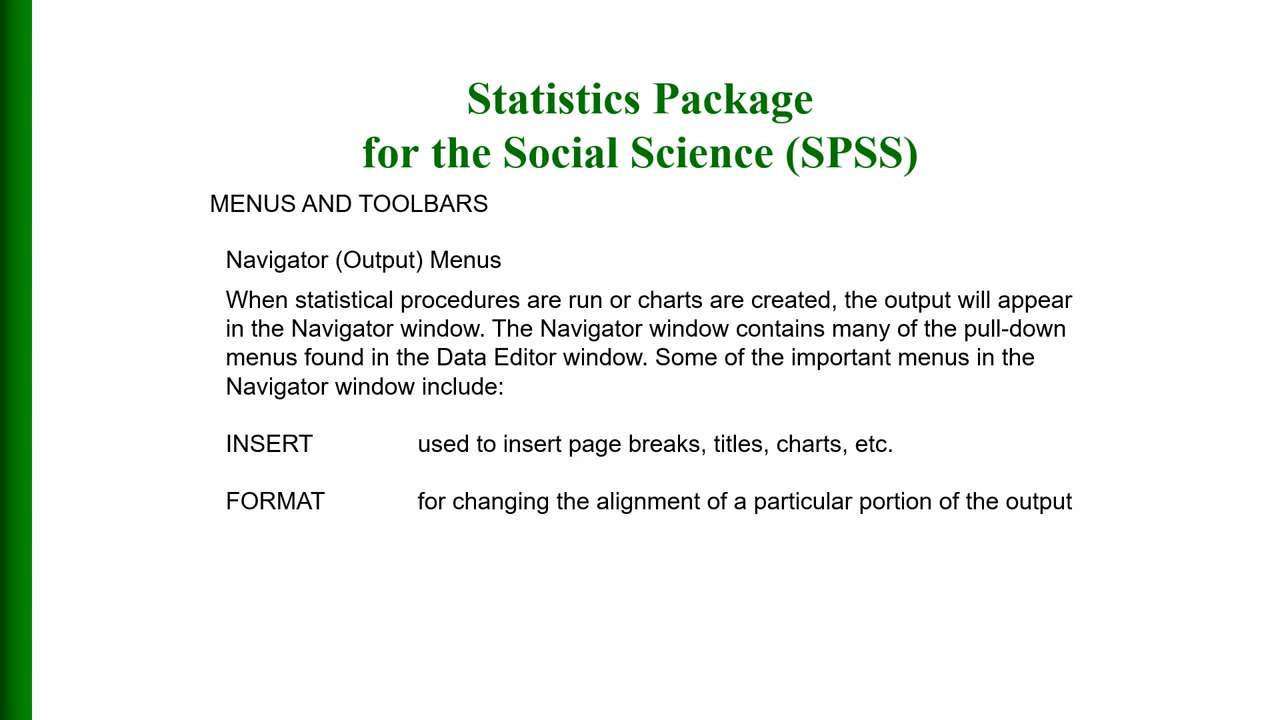 Statistics Package
for the Social Science (SPSS)
MENUS AND TOOLBARS
Navigator (Output) Menus
When statistical procedures are run or charts are created, the output will appear
in the Navigator window. The Navigator window contains many of the pull-down
menus found in the Data Editor window. Some of the important menus in the
Navigator window include:
INSERT used to insert page breaks, titles, charts, etc.
FORMAT for changing the alignment of a particular portion of the output